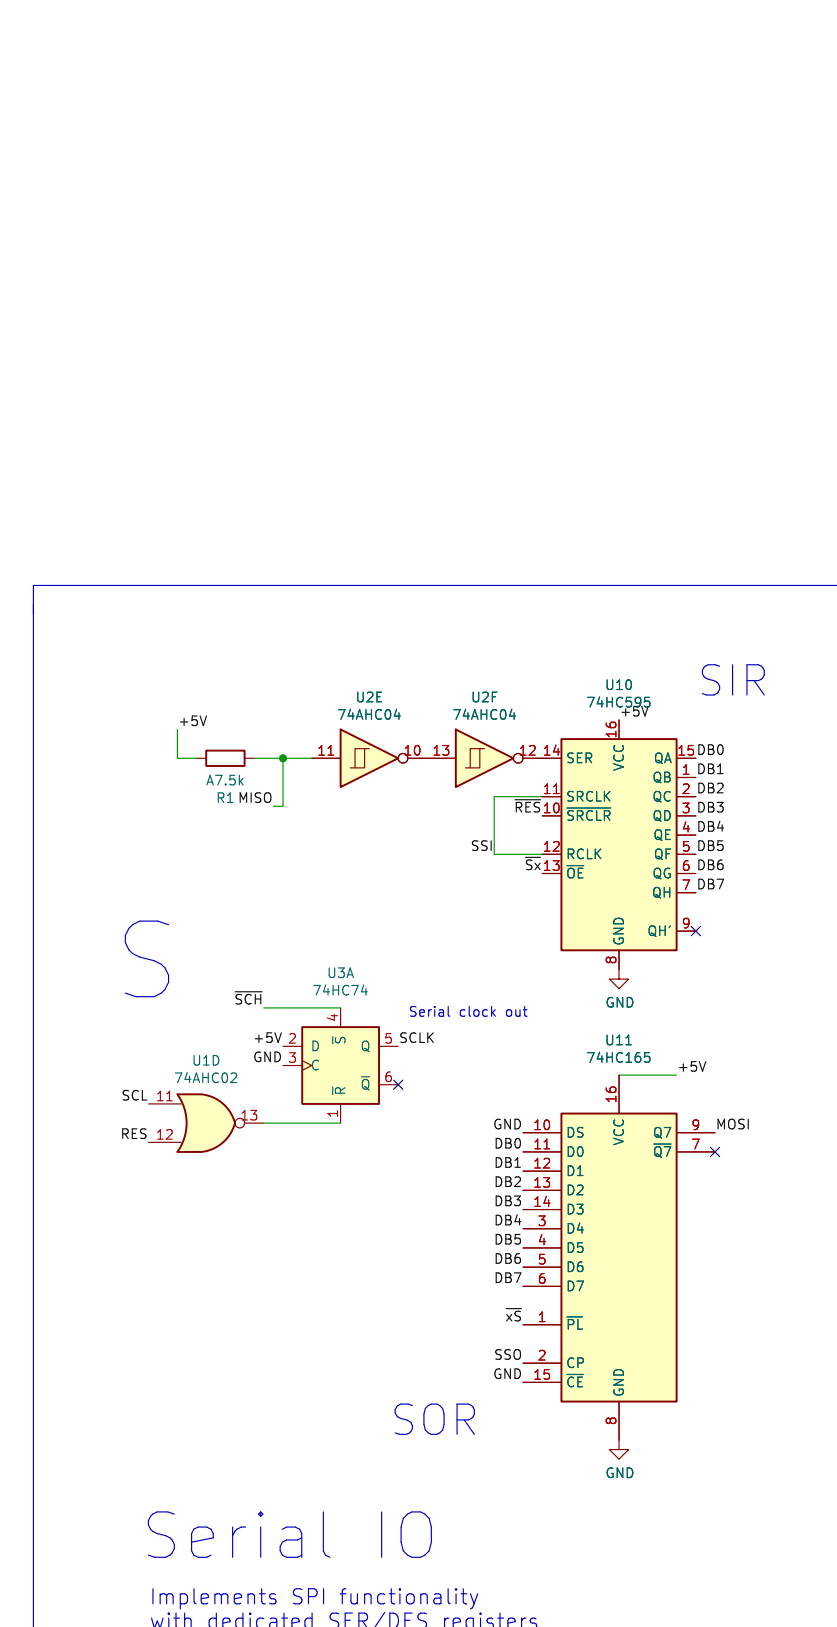 SIR
U10
74HC595
+5V
U2E
74AHC04
U2F
74AHC04
+5V
A7.5k
R1
MISO
11
10
13
12
14
SER
11
SRCLK
RES
10
SRCLR
SSI
12
RCLK
Sx
13
OE
16
VCC
GND
8
GND
QA
15
DB0
QB
1
DB1
QC
2
DB2
QD
3
DB3
QE
4
DB4
QF
5
DB5
QG
6
DB6
QH
7
DB7
QH'
9
S
U3A
74HC74
SCH
4
Serial clock out
+5V
2
D
S
Q
5
SCLK
GND
3
C
R
Q
6
1
U1D
74AHC02
SCL
11
RES
12
13
U11
74HC165
+5V
16
VCC
GND
10
DS
DB0
11
D0
DB1
12
D1
DB2
13
D2
DB3
14
D3
DB4
3
D4
DB5
4
D5
DB6
5
D6
DB7
6
D7
xS
1
PL
SSO
2
CP
GND
15
CE
Q7
9
MOSI
Q7
7
GND
8
GND
SOR
Serial IO
Implements SPI functionality
with dedicated SER/DES registers